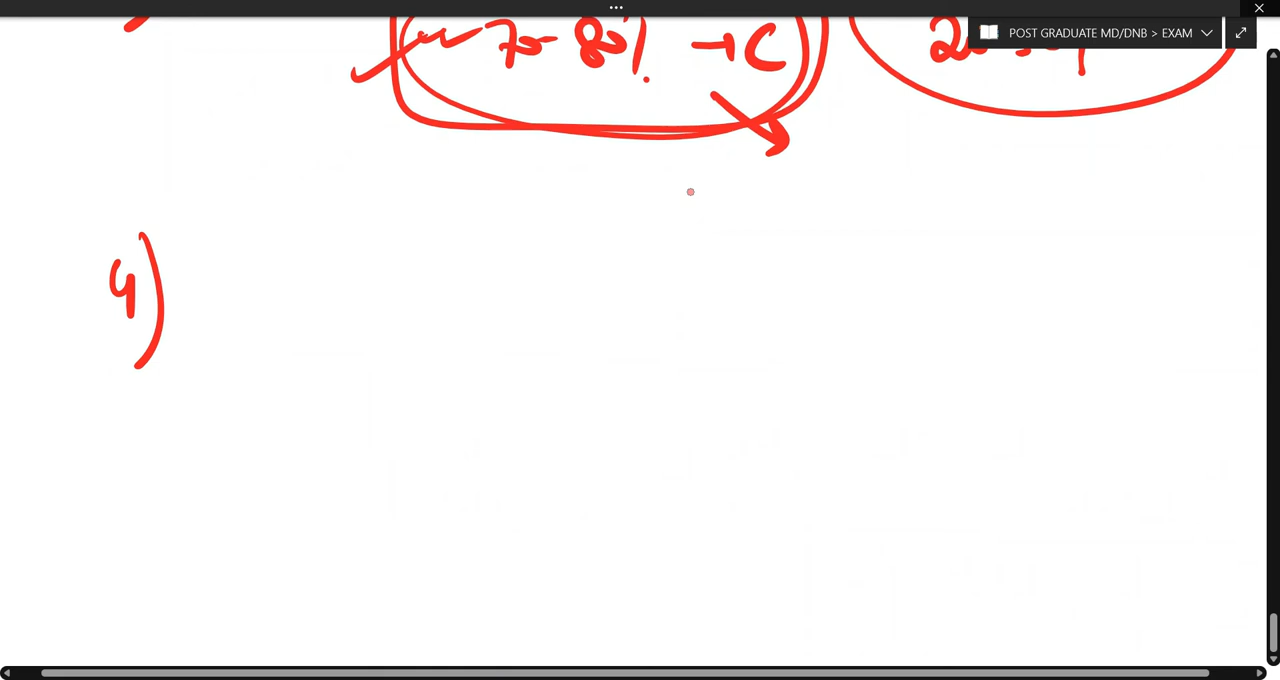 POST GRADUATE MD/DNB > EXAM
70-80% → C
4)